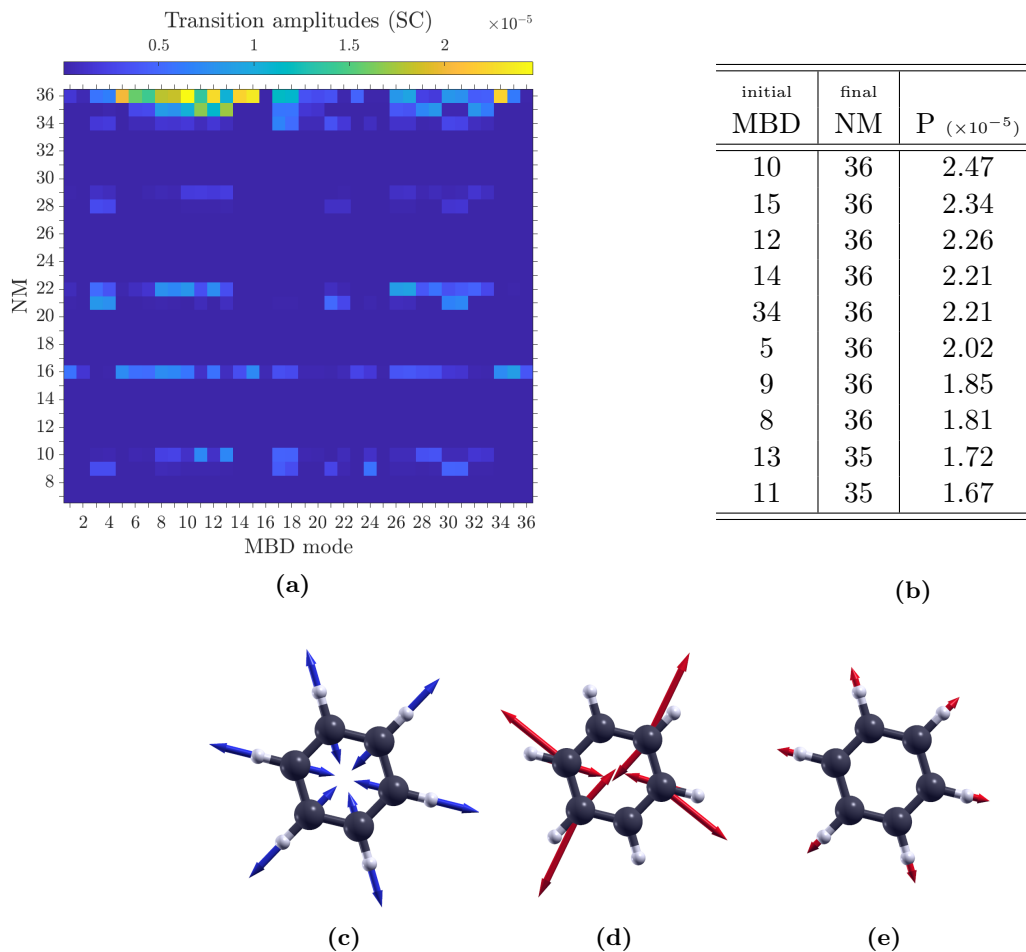 Transition amplitudes (SC) ×10⁻⁵
0.5 1 1.5 2
36
34
32
30
28
26
24
22
20
18
16
14
12
10
8
NM
2 4 6 8 10 12 14 16 18 20 22 24 26 28 30 32 34 36
MBD mode
(a)
initial final
MBD NM P (×10⁻⁵)
10 36 2.47
15 36 2.34
12 36 2.26
14 36 2.21
34 36 2.21
5 36 2.02
9 36 1.85
8 36 1.81
13 35 1.72
11 35 1.67
(b)
(c) (d) (e)